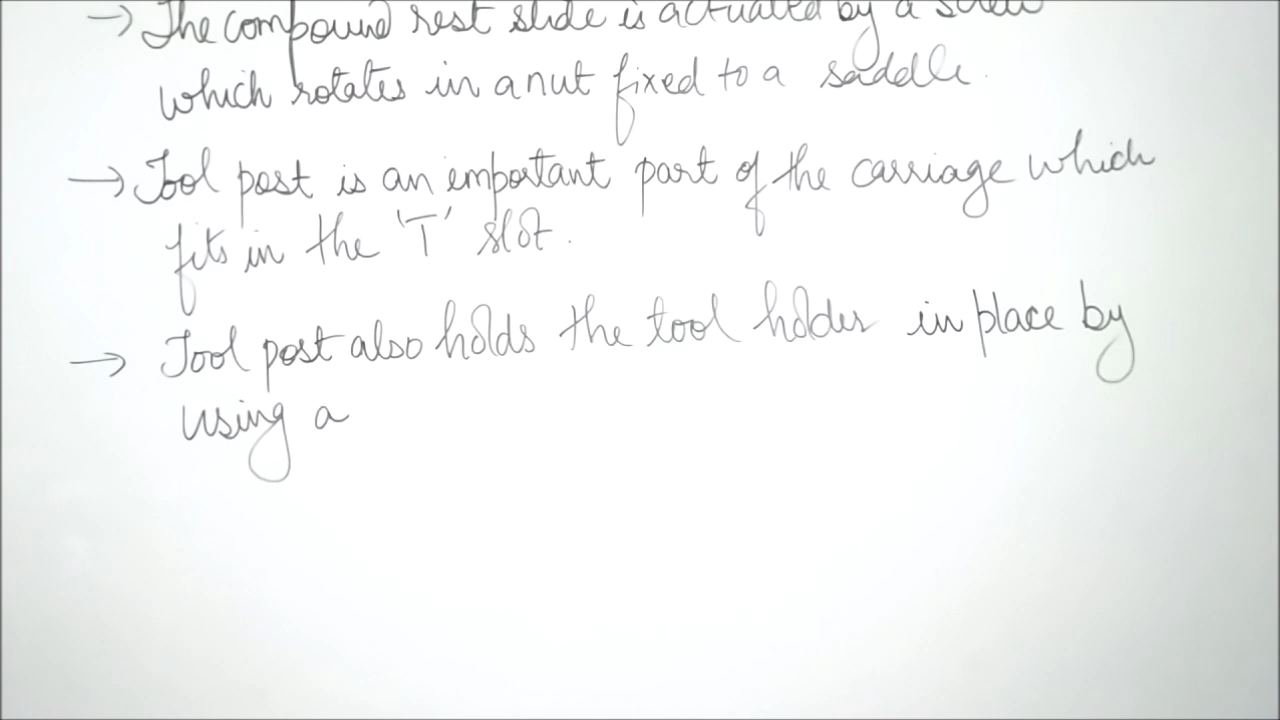 → The compound rest slide is actuated by a screw
which rotates in a nut fixed to a saddle.
→ Tool post is an important part of the carriage which
fits in the 'T' slot.
→ Tool post also holds the tool holder in place by
using a